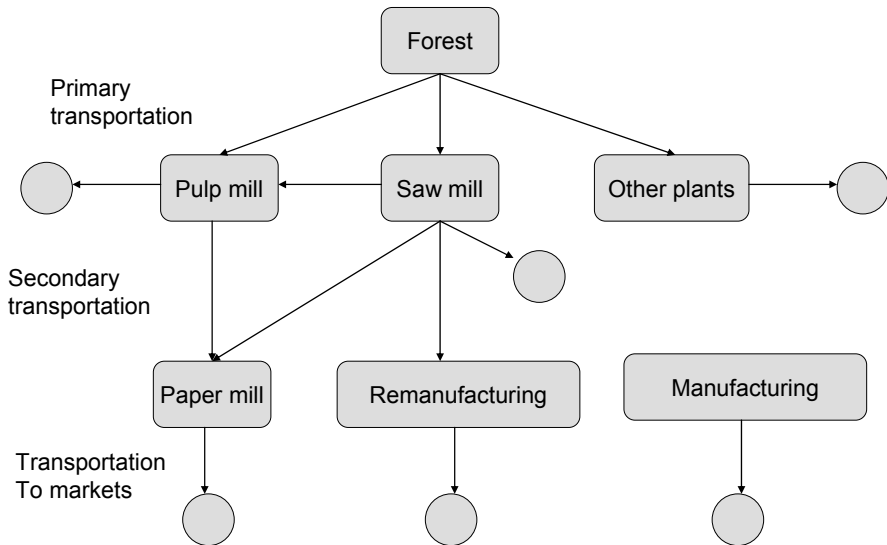 Forest
Primary
transportation
Pulp mill
Saw mill
Other plants
Secondary
transportation
Paper mill
Remanufacturing
Manufacturing
Transportation
To markets